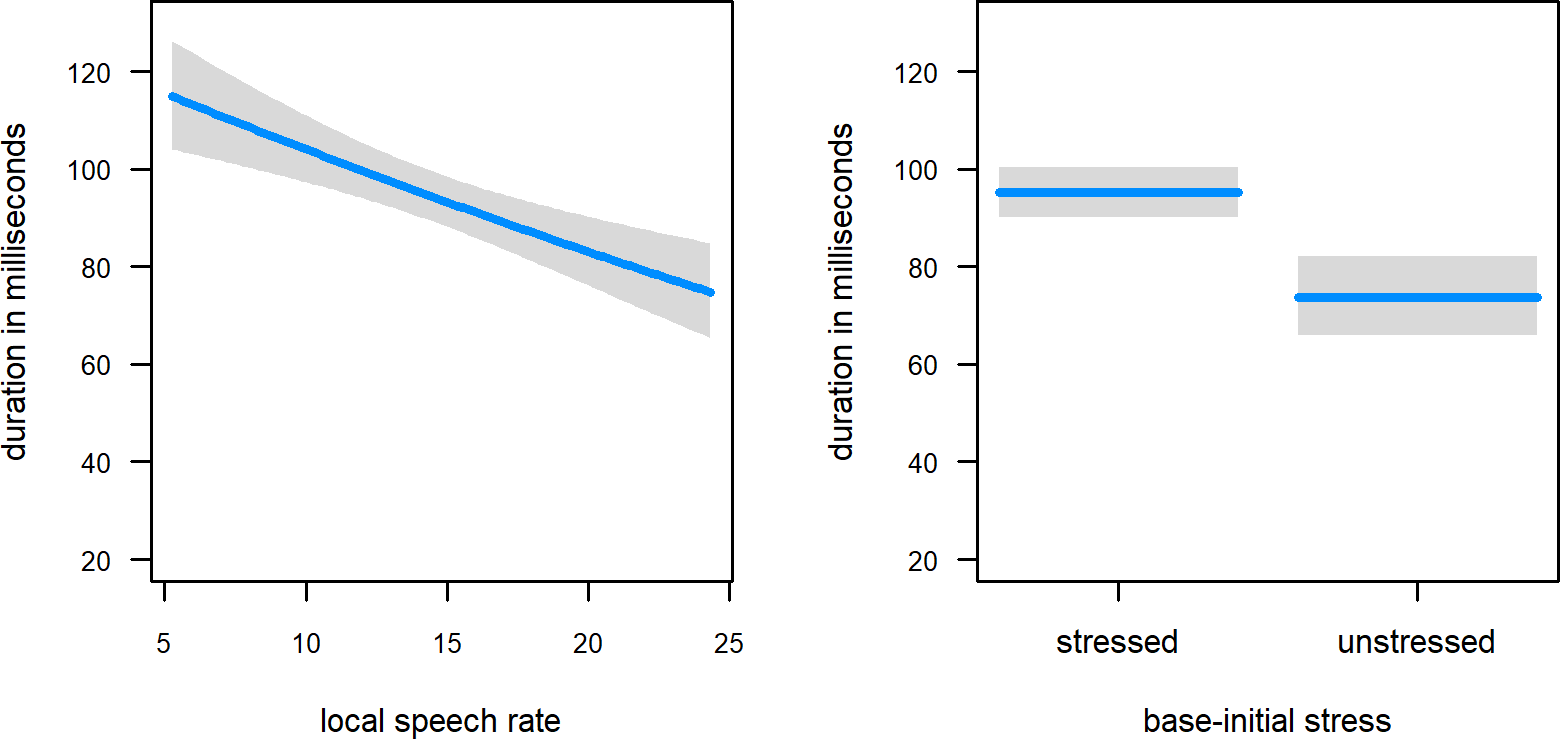 duration in milliseconds
120
100
80
60
40
20
5 10 15 20 25
local speech rate
duration in milliseconds
120
100
80
60
40
20
stressed unstressed
base-initial stress